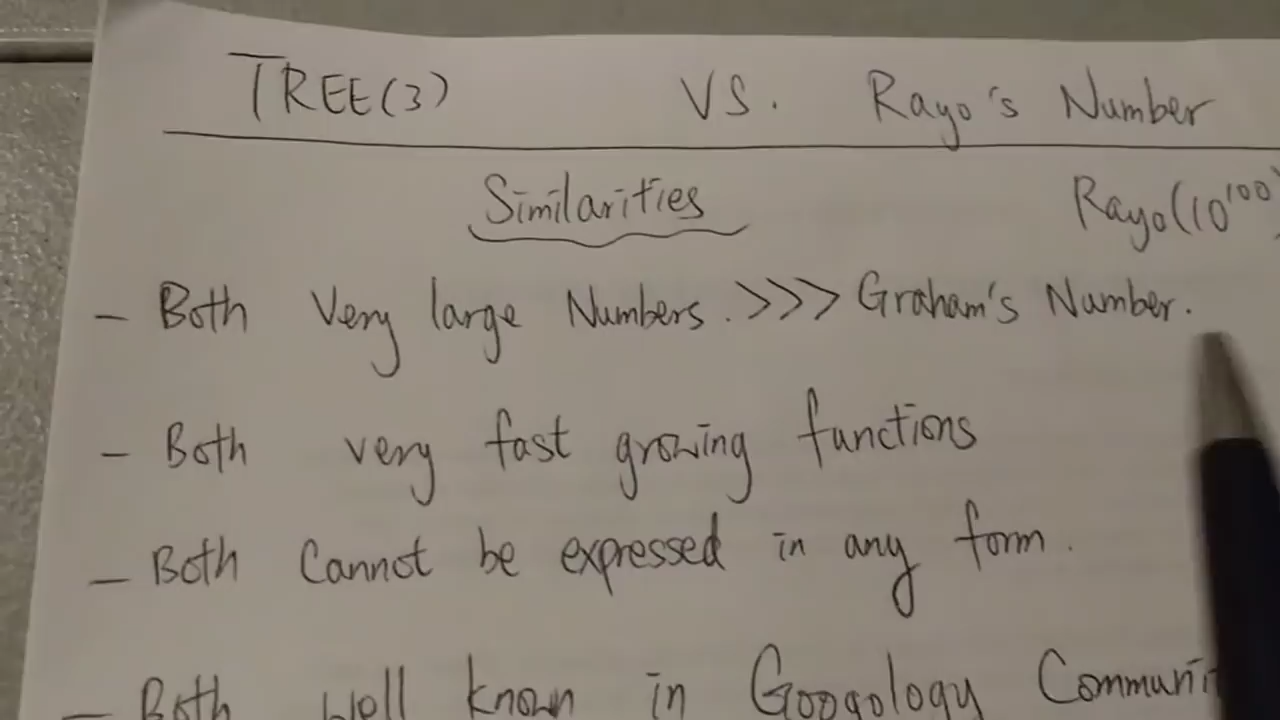 TREE(3) VS. Rayo's Number
Similarities
Rayo(10^100)
- Both Very large Numbers. >>> Graham's Number.
- Both very fast growing functions
- Both Cannot be expressed in any form.
- Both Well known in Googology